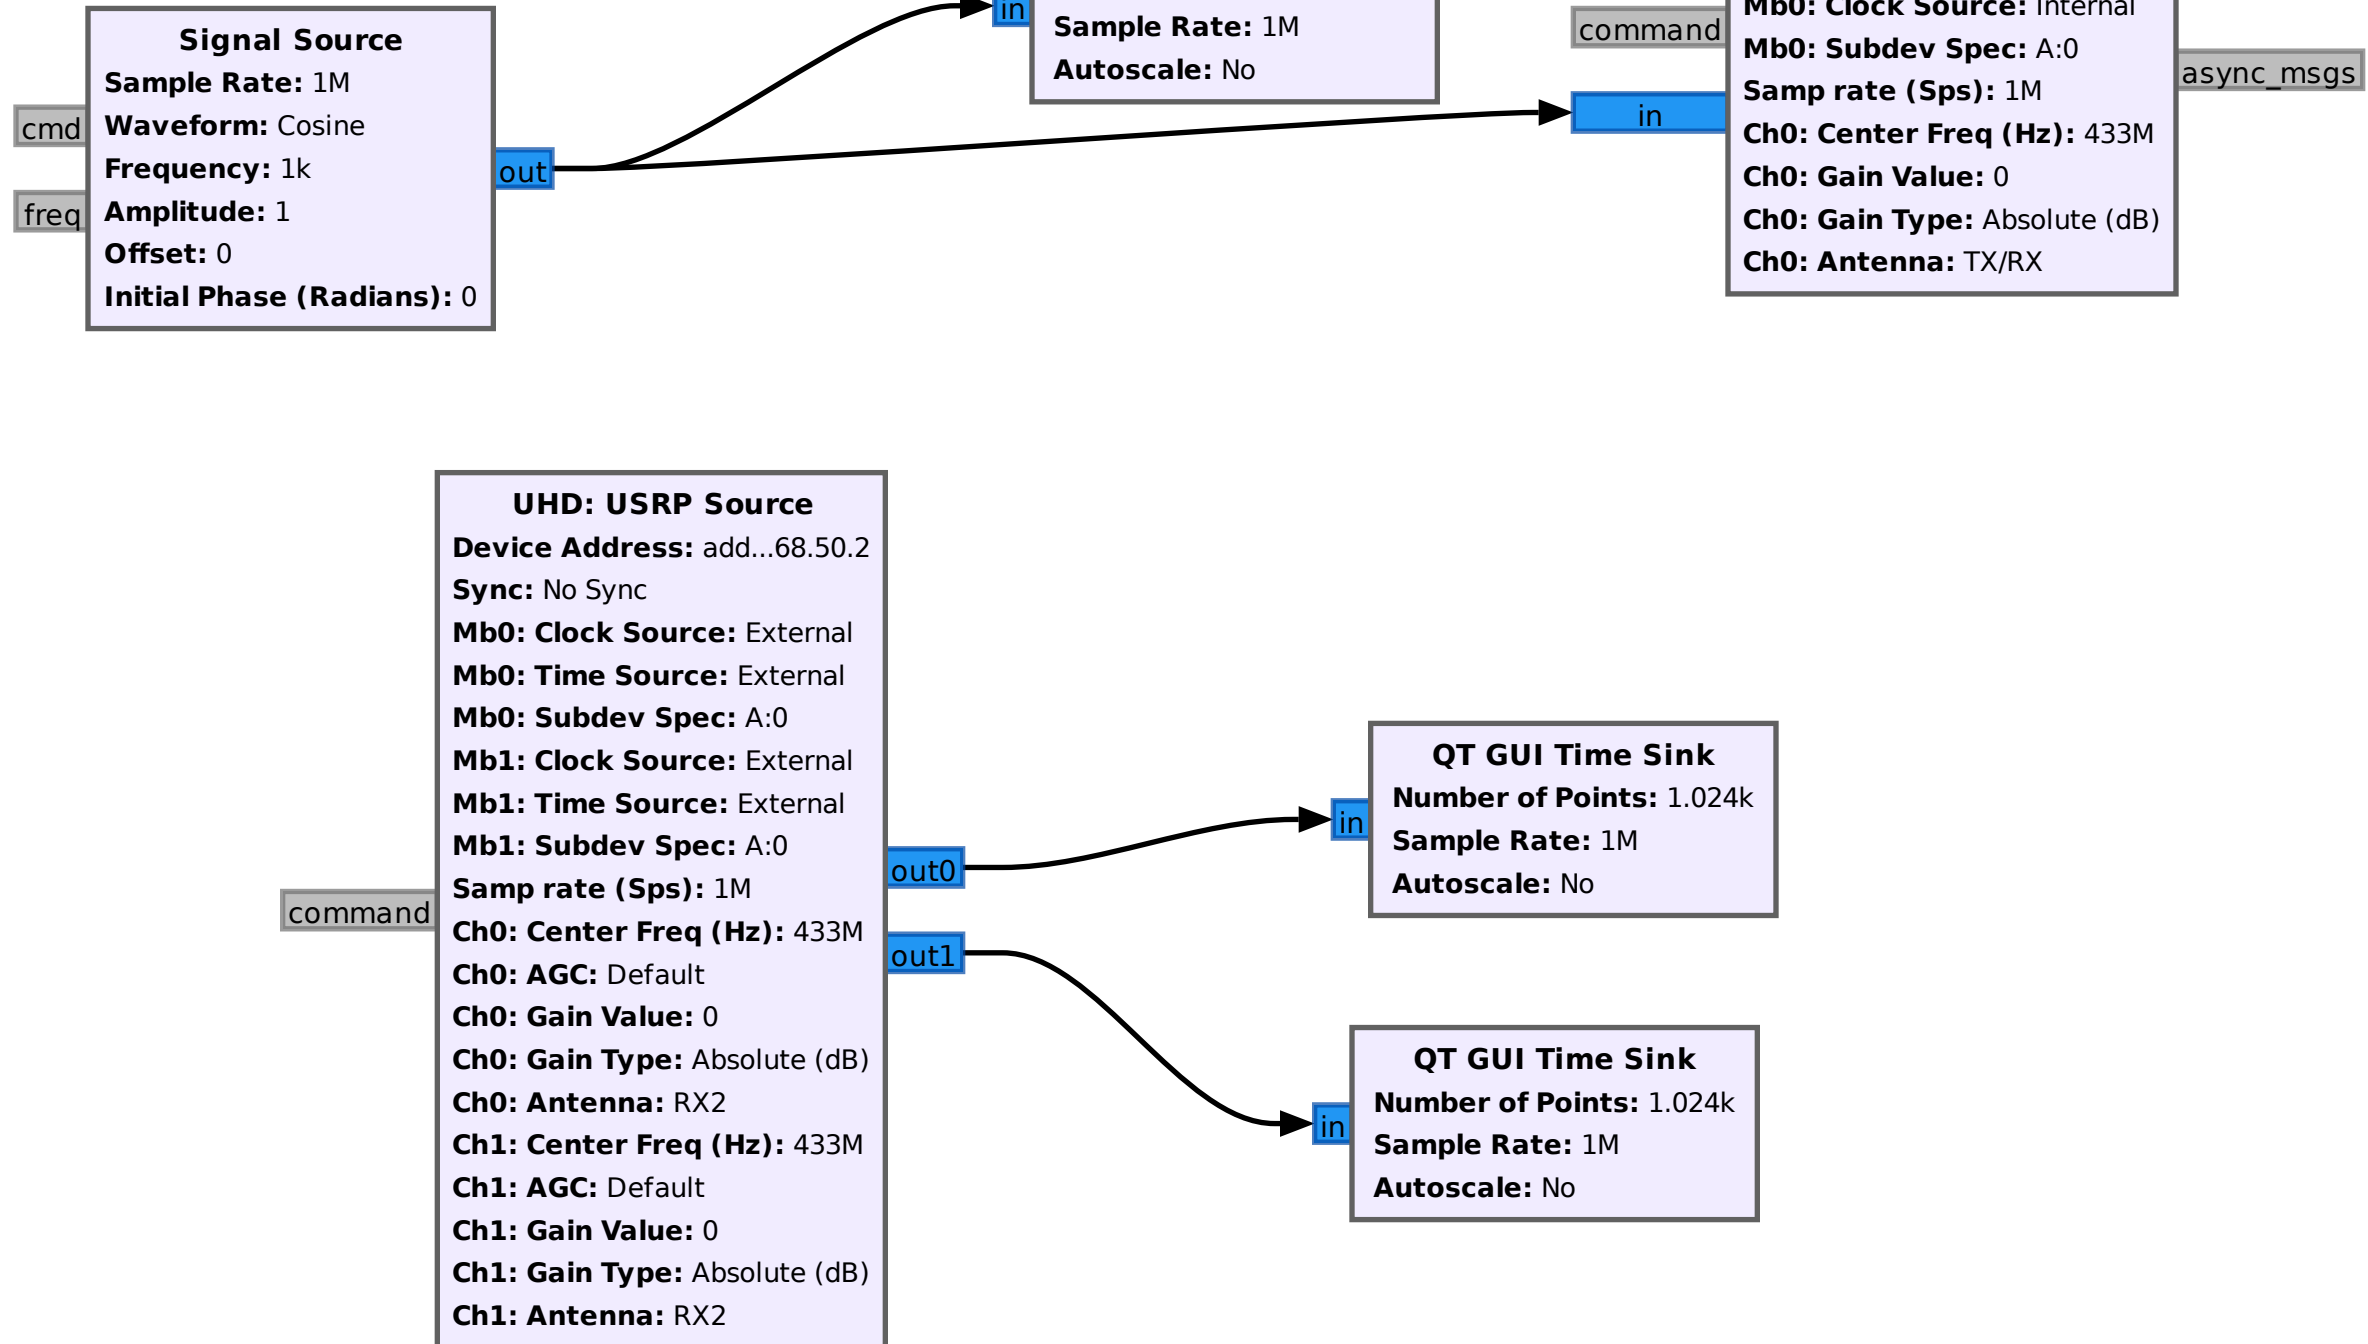 Signal Source
Sample Rate: 1M
Waveform: Cosine
Frequency: 1k
Amplitude: 1
Offset: 0
Initial Phase (Radians): 0
cmd
freq
out
in
Sample Rate: 1M
Autoscale: No
command
in
Mb0: Clock Source: Internal
Mb0: Subdev Spec: A:0
Samp rate (Sps): 1M
Ch0: Center Freq (Hz): 433M
Ch0: Gain Value: 0
Ch0: Gain Type: Absolute (dB)
Ch0: Antenna: TX/RX
async_msgs
UHD: USRP Source
Device Address: add...68.50.2
Sync: No Sync
Mb0: Clock Source: External
Mb0: Time Source: External
Mb0: Subdev Spec: A:0
Mb1: Clock Source: External
Mb1: Time Source: External
Mb1: Subdev Spec: A:0
Samp rate (Sps): 1M
Ch0: Center Freq (Hz): 433M
Ch0: AGC: Default
Ch0: Gain Value: 0
Ch0: Gain Type: Absolute (dB)
Ch0: Antenna: RX2
Ch1: Center Freq (Hz): 433M
Ch1: AGC: Default
Ch1: Gain Value: 0
Ch1: Gain Type: Absolute (dB)
Ch1: Antenna: RX2
command
out0
out1
in
QT GUI Time Sink
Number of Points: 1.024k
Sample Rate: 1M
Autoscale: No
in
QT GUI Time Sink
Number of Points: 1.024k
Sample Rate: 1M
Autoscale: No